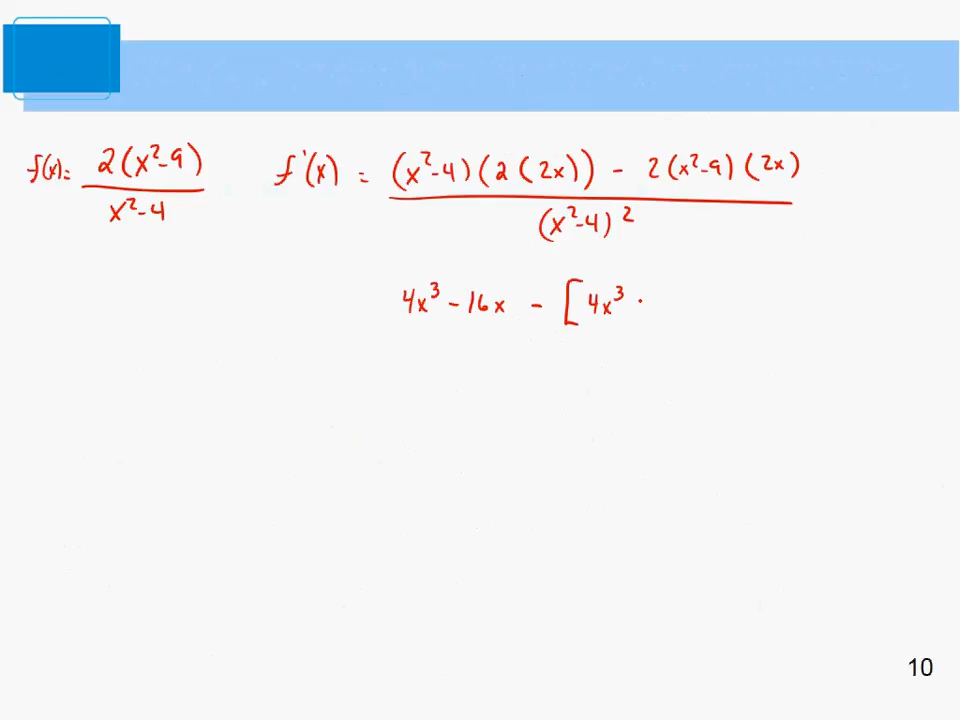 f(x)= 2(x²-9) / x²-4
f'(x) = (x²-4)(2(2x)) - 2(x²-9)(2x) / (x²-4)²
4x³ - 16x - [4x³ -
10